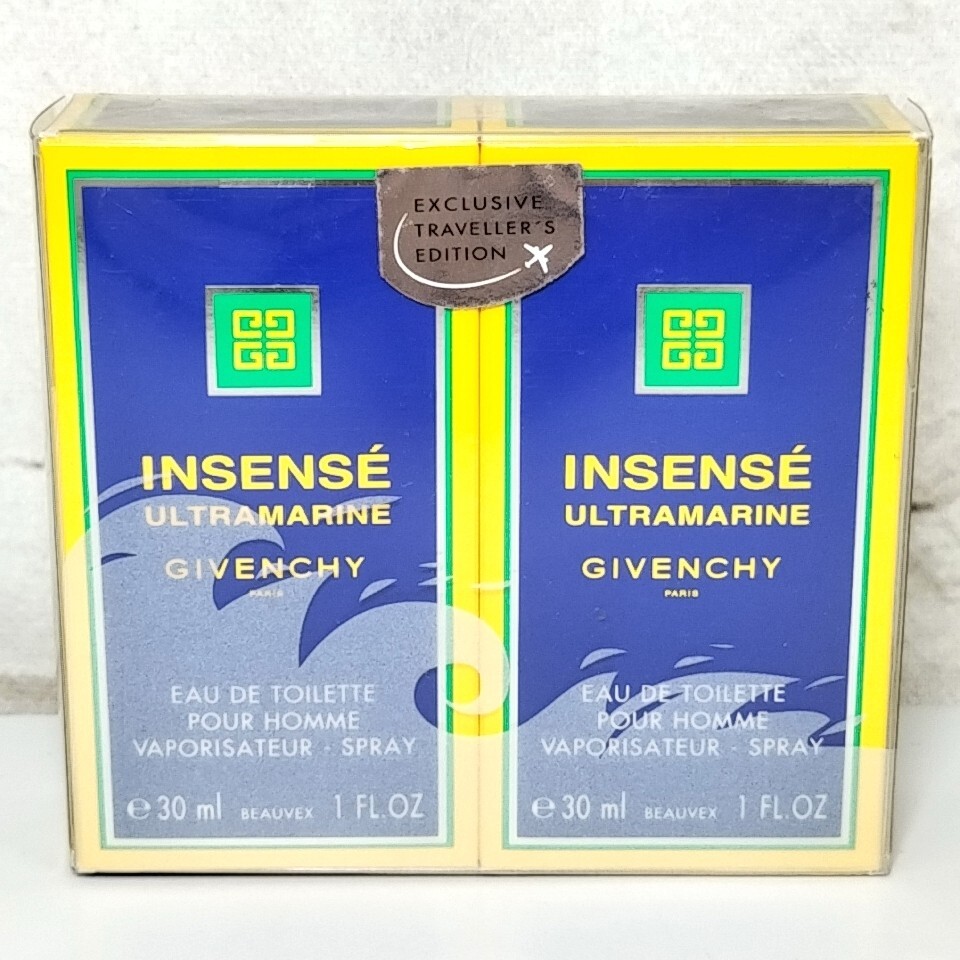 EXCLUSIVE
TRAVELLER´S
EDITION
INSENSÉ
ULTRAMARINE
GIVENCHY
PARIS
EAU DE TOILETTE
POUR HOMME
VAPORISATEUR - SPRAY
e 30 ml BEAUVEX 1 FL.OZ
INSENSÉ
ULTRAMARINE
GIVENCHY
PARIS
EAU DE TOILETTE
POUR HOMME
VAPORISATEUR - SPRAY
e 30 ml BEAUVEX 1 FL.OZ